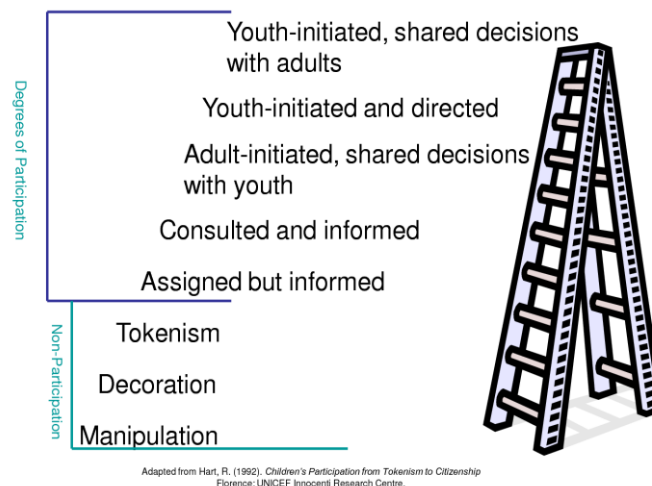 Youth-initiated, shared decisions
with adults
Youth-initiated and directed
Adult-initiated, shared decisions
with youth
Consulted and informed
Assigned but informed
Tokenism
Decoration
Manipulation
Degrees of Participation
Non-Participation
Adapted from Hart, R. (1992). Children's Participation from Tokenism to Citizenship
Florence: UNICEF Innocenti Research Centre.